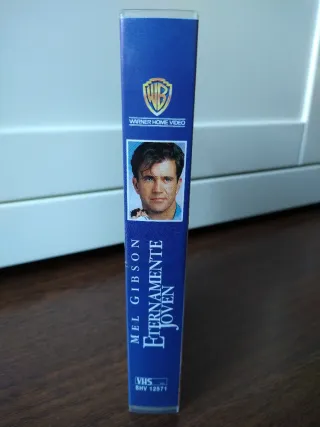 WB
WARNER HOME VIDEO
MEL GIBSON
ETERNAMENTE
JOVEN
VHS
SHV 12571